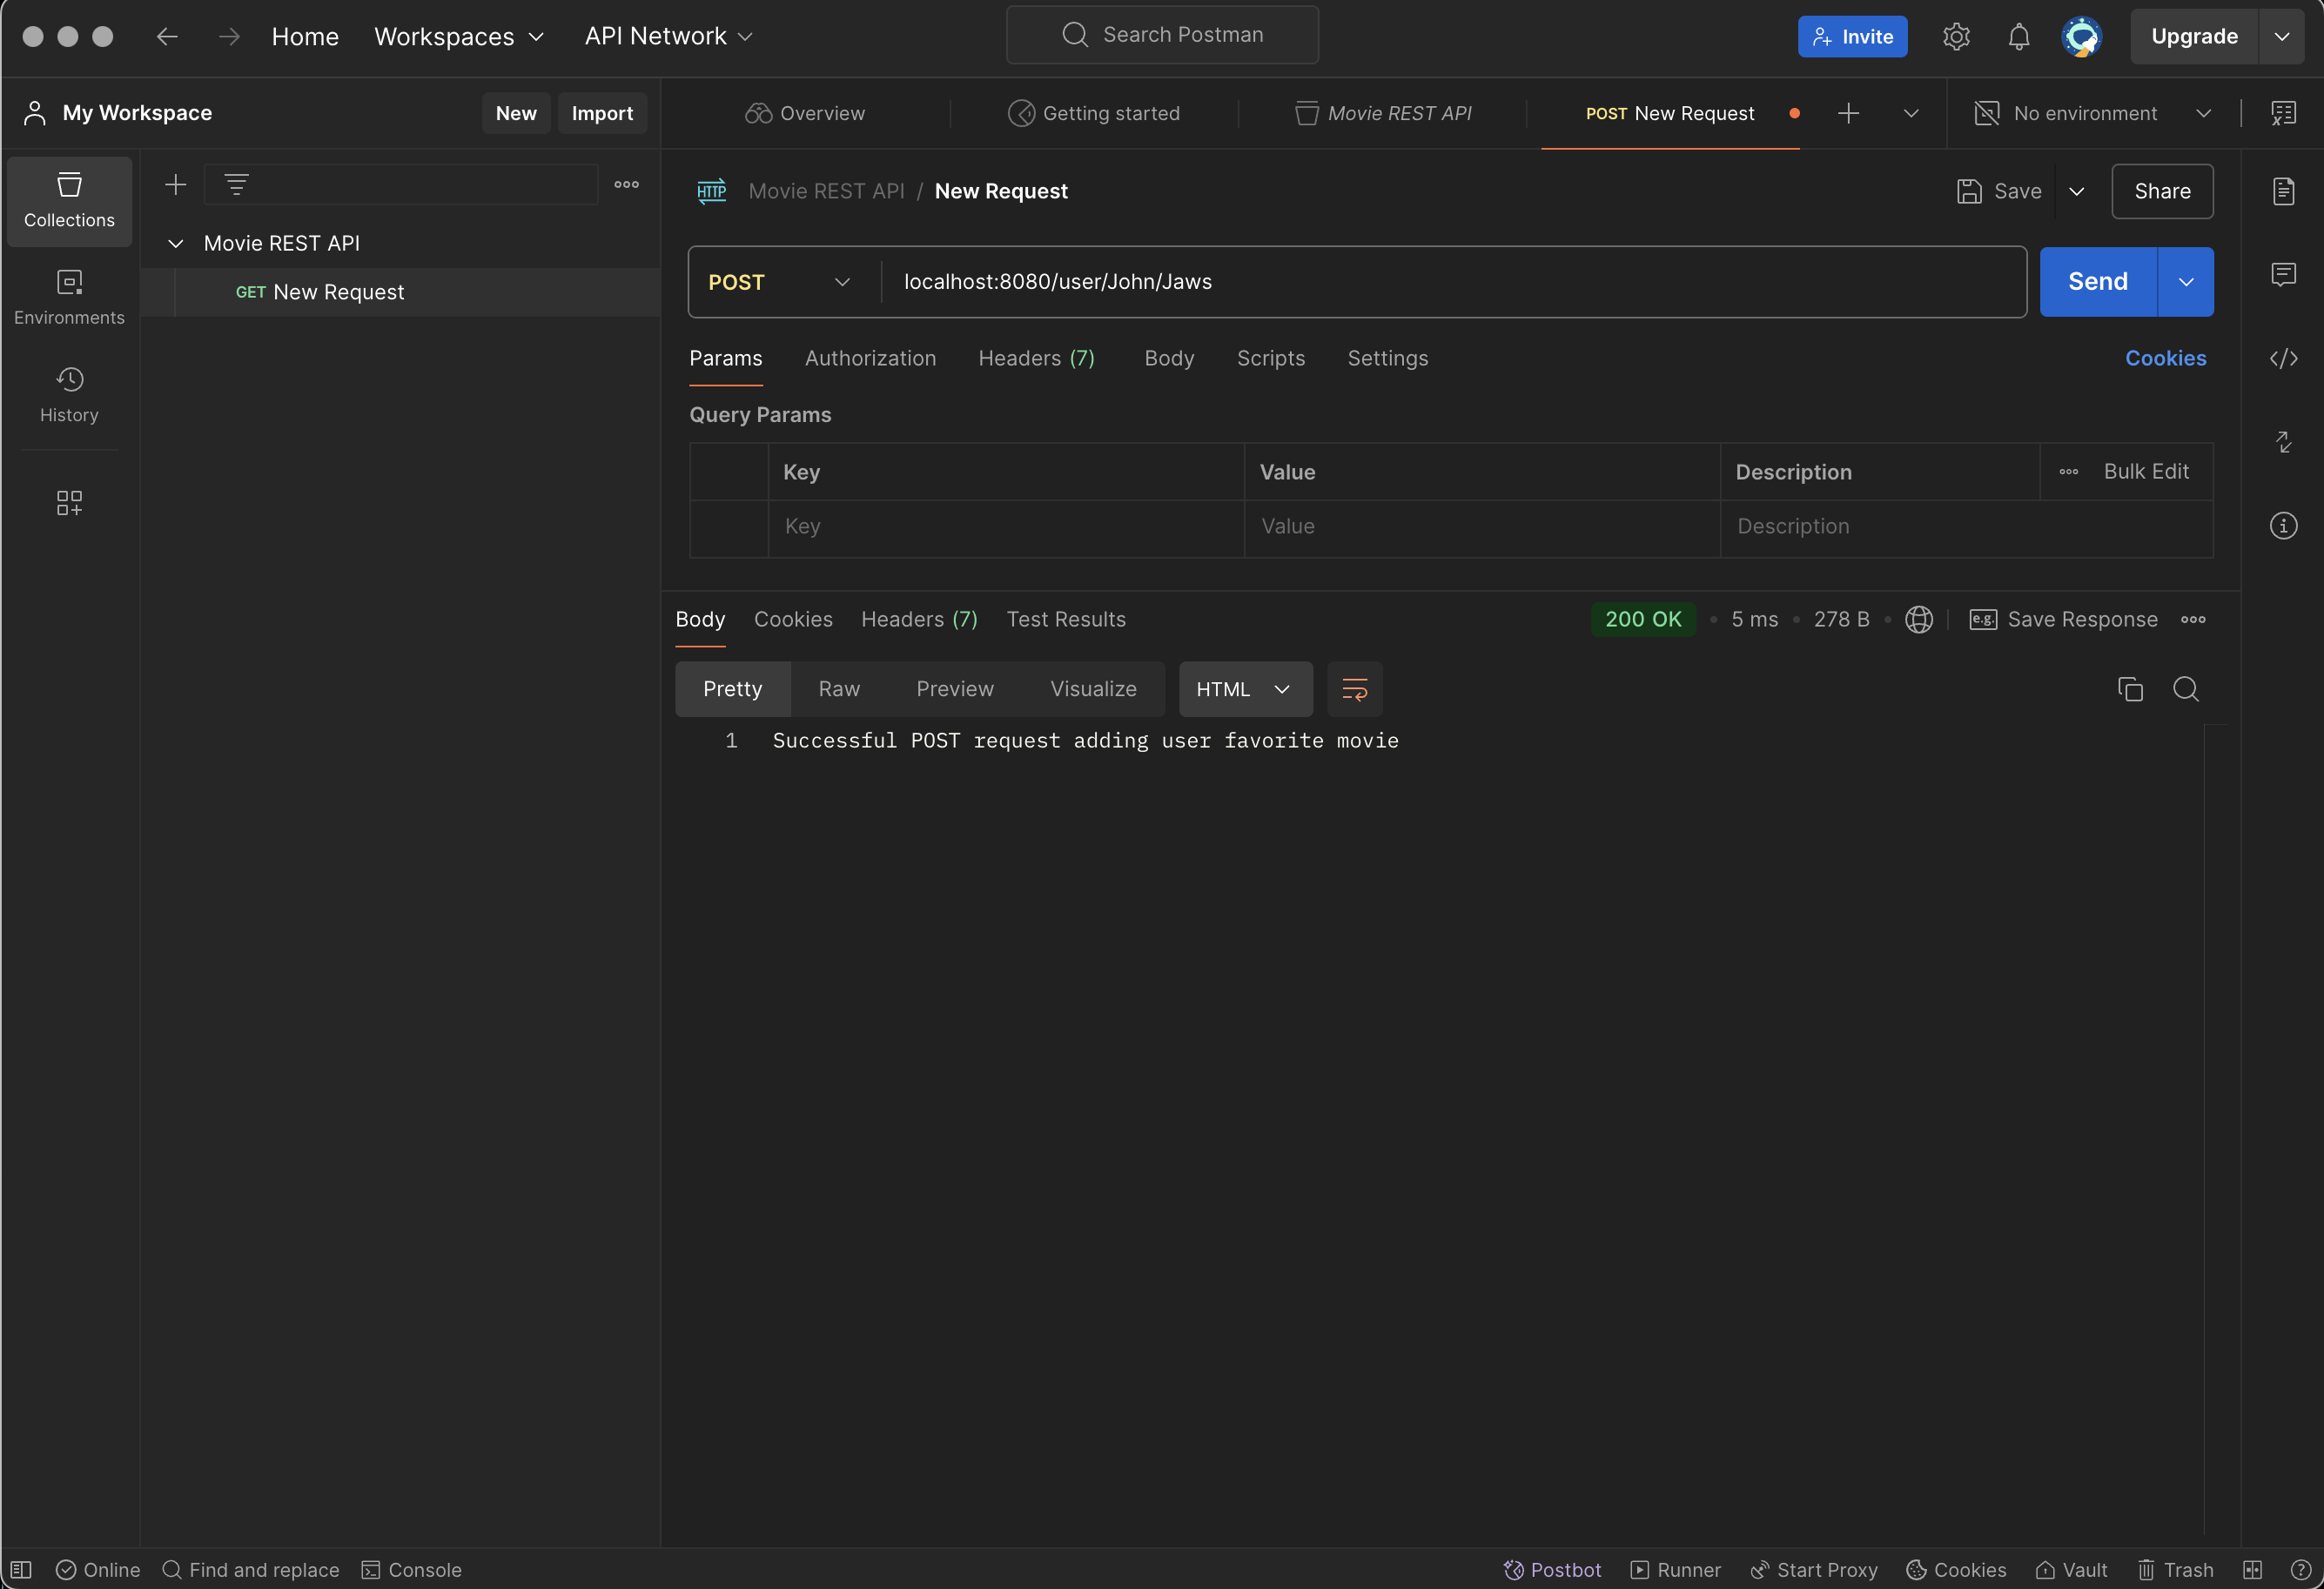 Home Workspaces API Network Search Postman Invite Upgrade
My Workspace New Import Overview Getting started Movie REST API POST New Request No environment
Collections
Environments
History
Movie REST API
GET New Request
HTTP Movie REST API / New Request Save Share
POST localhost:8080/user/John/Jaws Send
Params Authorization Headers (7) Body Scripts Settings Cookies
Query Params
Key Value Description Bulk Edit
Key Value Description
Body Cookies Headers (7) Test Results 200 OK • 5 ms • 278 B • e.g. Save Response
Pretty Raw Preview Visualize HTML
1 Successful POST request adding user favorite movie
Online Find and replace Console Postbot Runner Start Proxy Cookies Vault Trash